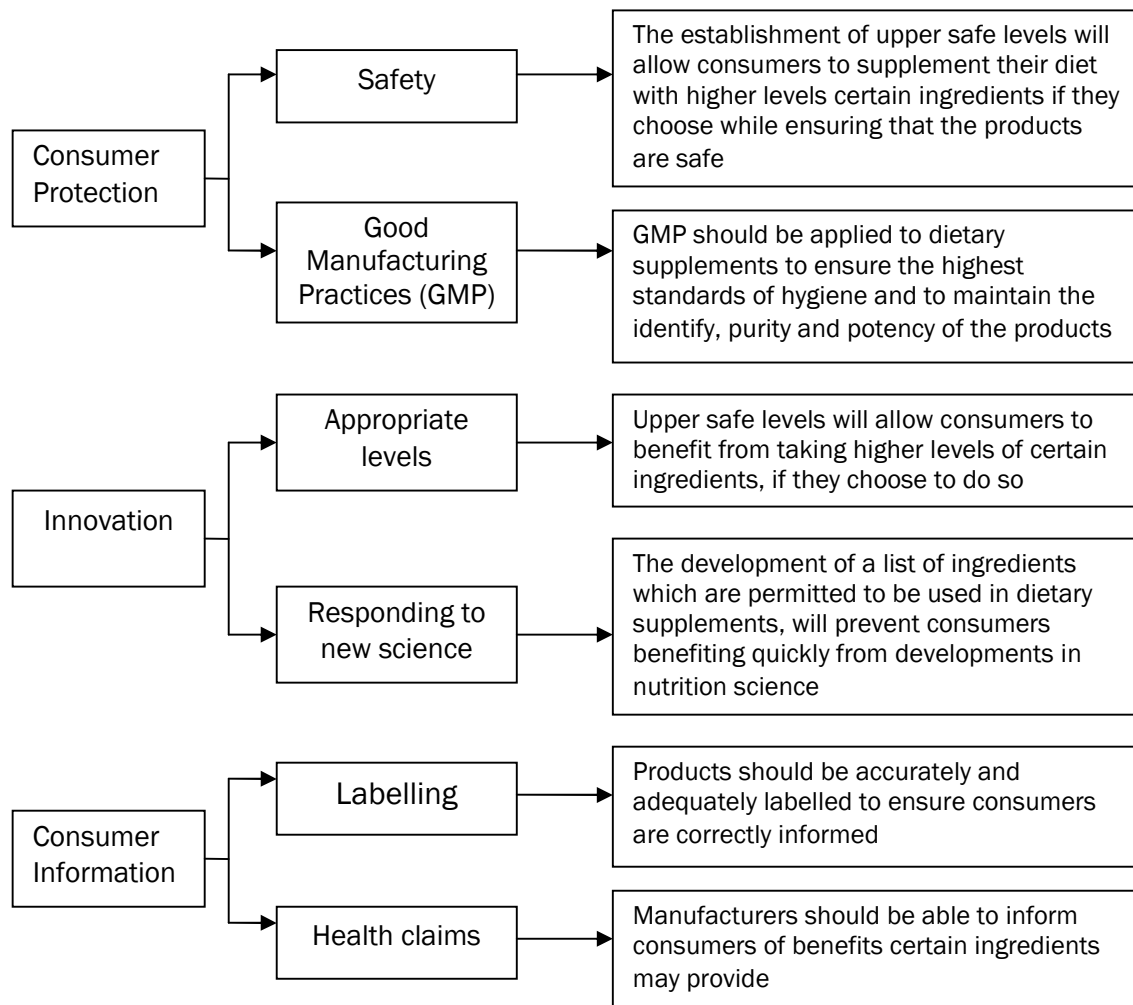 Consumer
Protection
Safety
The establishment of upper safe levels will
allow consumers to supplement their diet
with higher levels certain ingredients if they
choose while ensuring that the products
are safe
Good
Manufacturing
Practices (GMP)
GMP should be applied to dietary
supplements to ensure the highest
standards of hygiene and to maintain the
identify, purity and potency of the products
Innovation
Appropriate
levels
Upper safe levels will allow consumers to
benefit from taking higher levels of certain
ingredients, if they choose to do so
Responding to
new science
The development of a list of ingredients
which are permitted to be used in dietary
supplements, will prevent consumers
benefiting quickly from developments in
nutrition science
Consumer
Information
Labelling
Products should be accurately and
adequately labelled to ensure consumers
are correctly informed
Health claims
Manufacturers should be able to inform
consumers of benefits certain ingredients
may provide